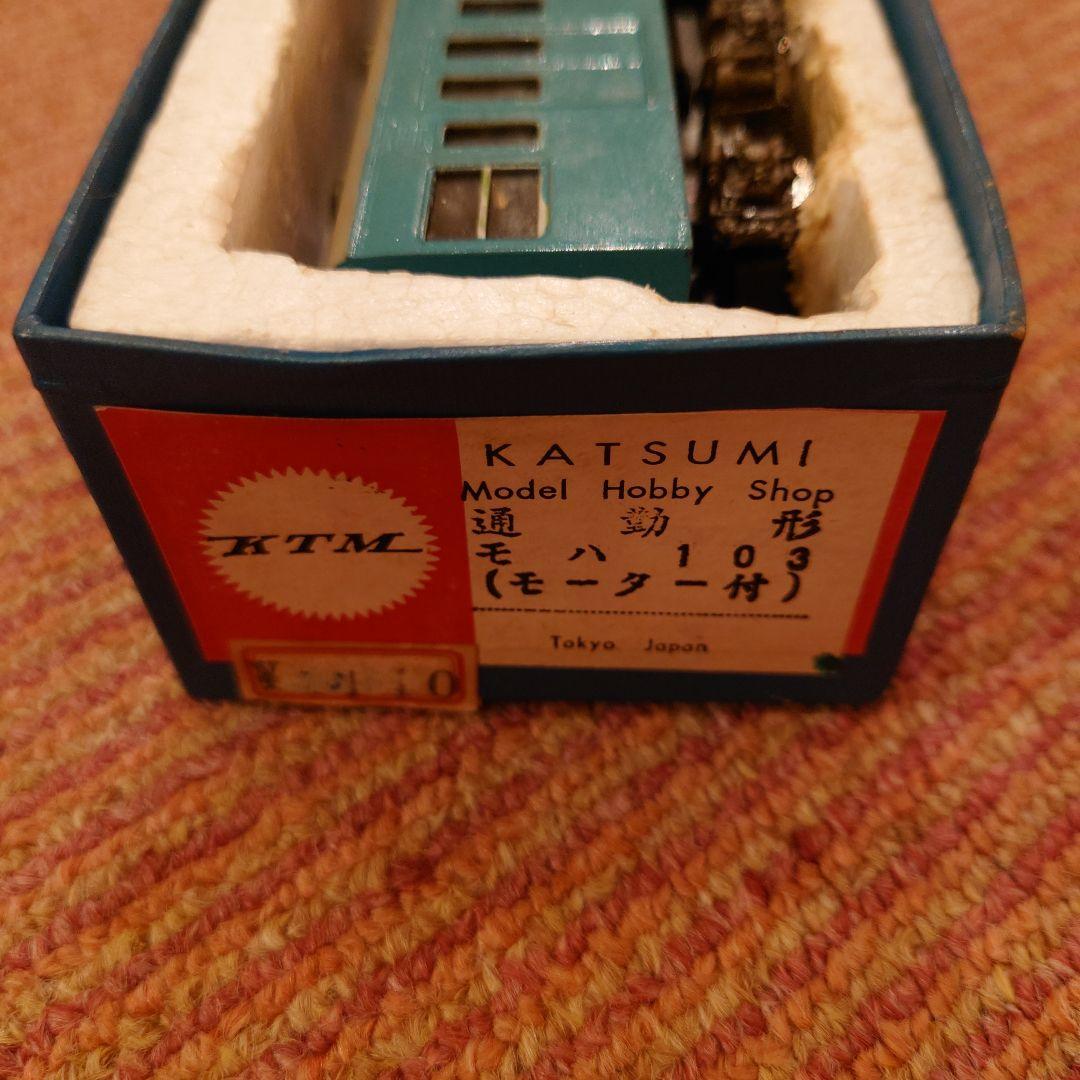 KTM
KATSUMI
Model Hobby Shop
通勤形
モハ103
(モーター付)
Tokyo Japan